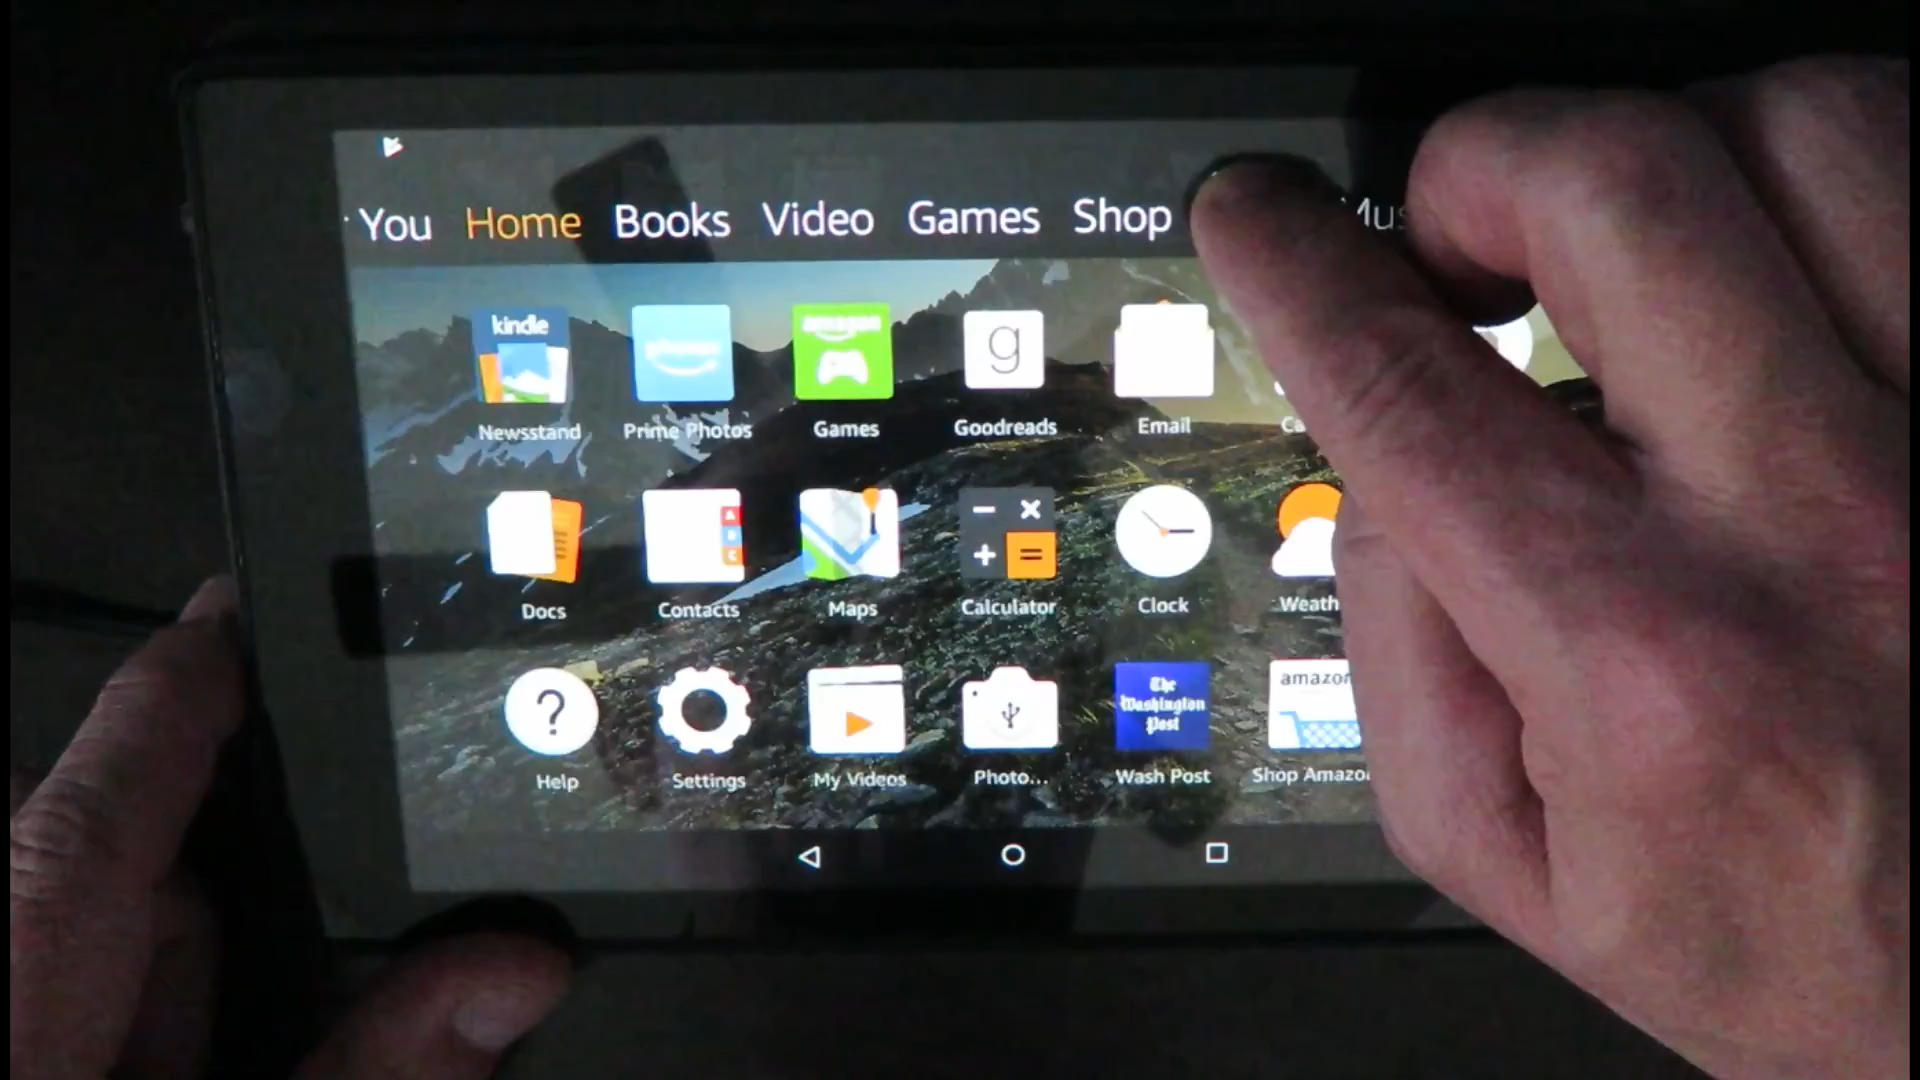 You Home Books Video Games Shop Mus
kindle
amazon
g
Newsstand Prime Photos Games Goodreads Email Ca
A
B
C
Docs Contacts Maps Calculator Clock Weath
?
The
Washington
Post
amazon
Help Settings My Videos Photo... Wash Post Shop Amazo